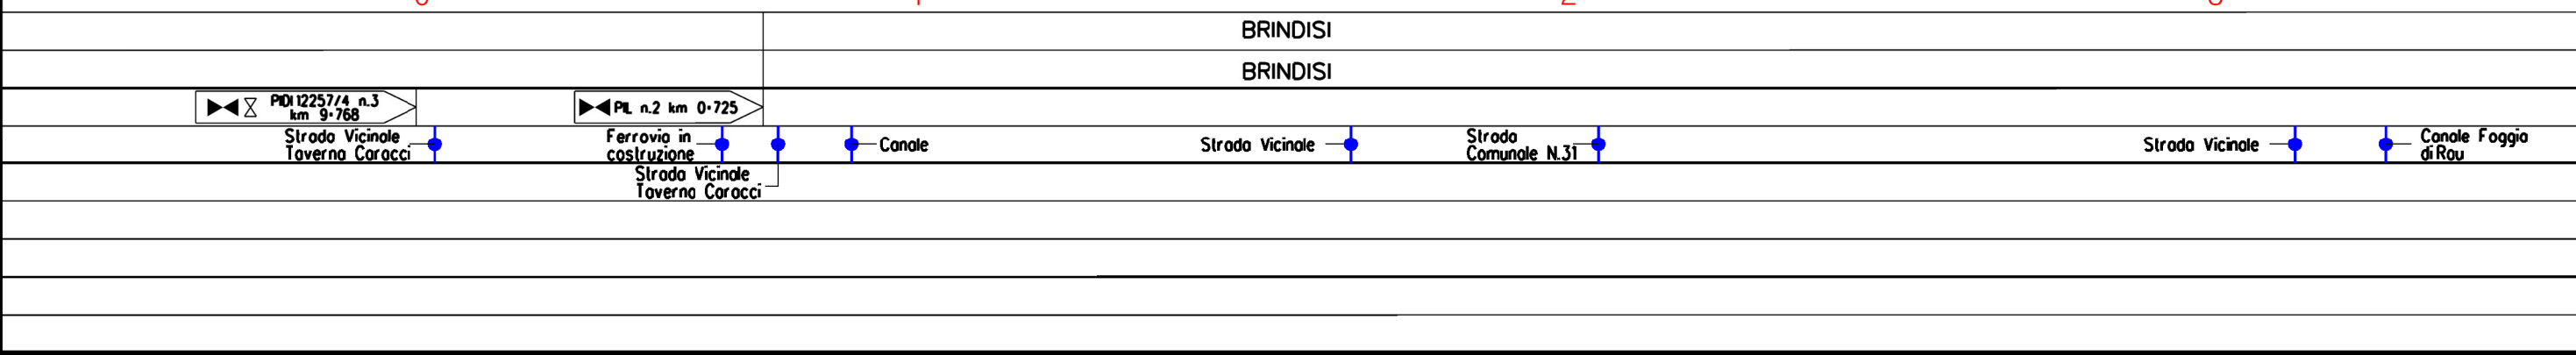 BRINDISI
BRINDISI
PIDI 12257/4 n.3
km 9+768
PIL n.2 km 0+725
Strada Vicinale
Taverna Caracci
Ferrovia in
costruzione
Strada Vicinale
Taverna Caracci
Canale
Strada Vicinale
Strada
Comunale N.31
Strada Vicinale
Canale Foggia
di Rau